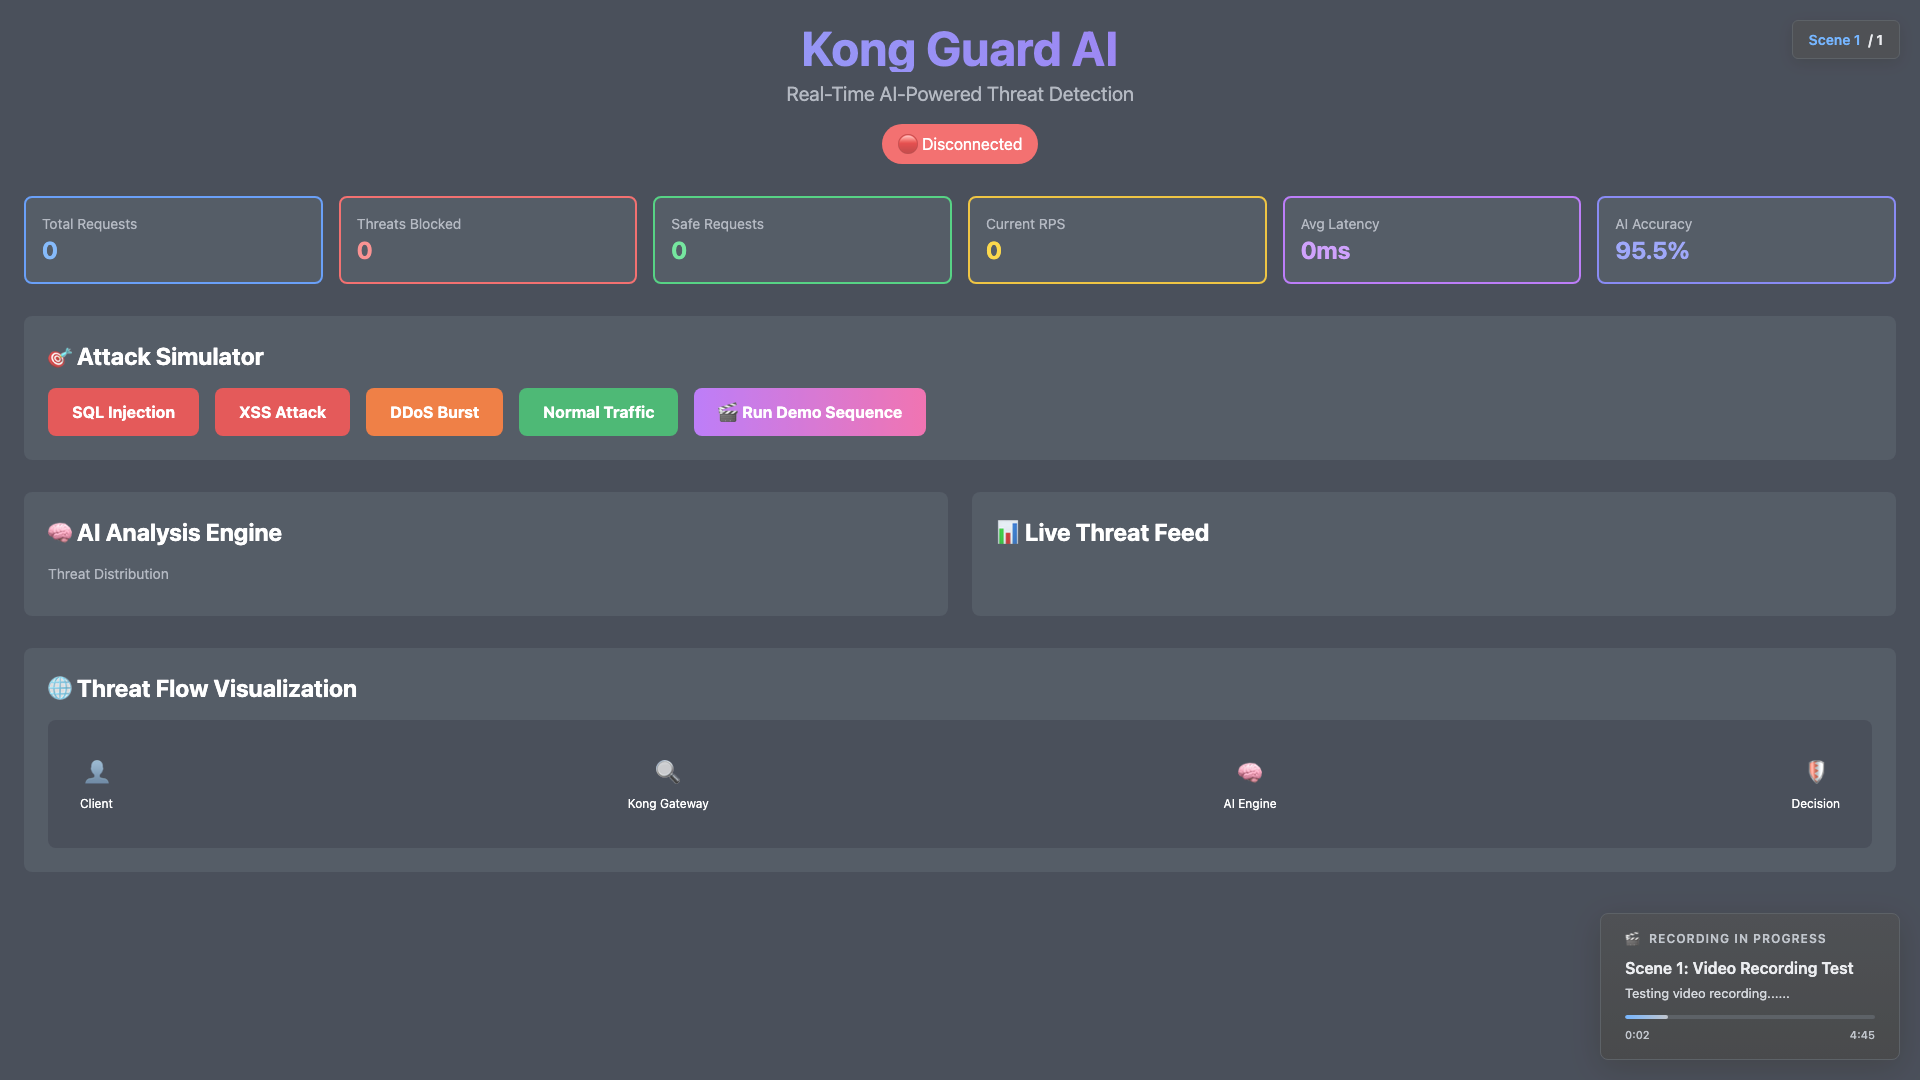 Kong Guard AI
Scene 1 / 1
Real-Time AI-Powered Threat Detection
Disconnected
Total Requests
0
Threats Blocked
0
Safe Requests
0
Current RPS
0
Avg Latency
0ms
AI Accuracy
95.5%
Attack Simulator
SQL Injection
XSS Attack
DDoS Burst
Normal Traffic
Run Demo Sequence
AI Analysis Engine
Threat Distribution
Live Threat Feed
Threat Flow Visualization
Client
Kong Gateway
AI Engine
Decision
RECORDING IN PROGRESS
Scene 1: Video Recording Test
Testing video recording......
0:02
4:45